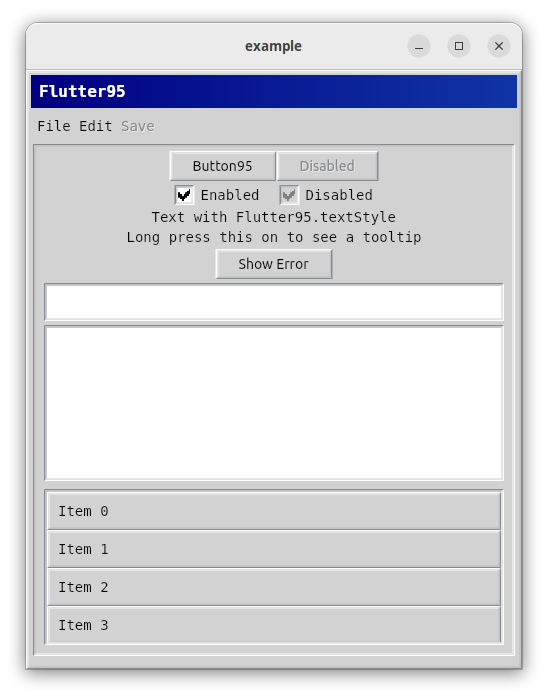 example
Flutter95
File Edit Save
Button95 Disabled
Enabled Disabled
Text with Flutter95.textStyle
Long press this on to see a tooltip
Show Error
Item 0
Item 1
Item 2
Item 3